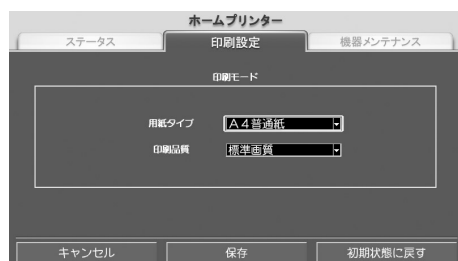 ホームプリンター
ステータス 印刷設定 機器メンテナンス
印刷モード
用紙タイプ A4普通紙
印刷品質 標準画質
キャンセル 保存 初期状態に戻す